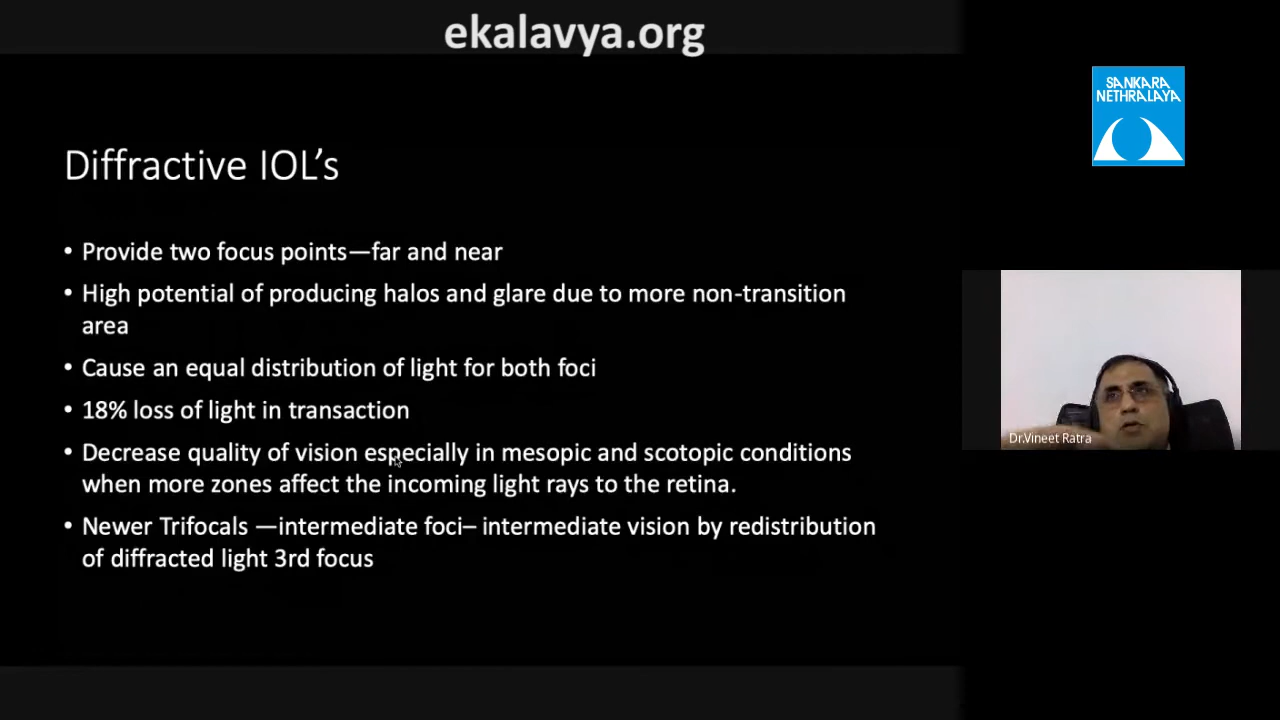 ekalavya.org
SANKARA
NETHRALAYA
Diffractive IOL’s
• Provide two focus points—far and near
• High potential of producing halos and glare due to more non-transition
area
• Cause an equal distribution of light for both foci
• 18% loss of light in transaction
• Decrease quality of vision especially in mesopic and scotopic conditions
when more zones affect the incoming light rays to the retina.
• Newer Trifocals —intermediate foci– intermediate vision by redistribution
of diffracted light 3rd focus
Dr.Vineet Ratra